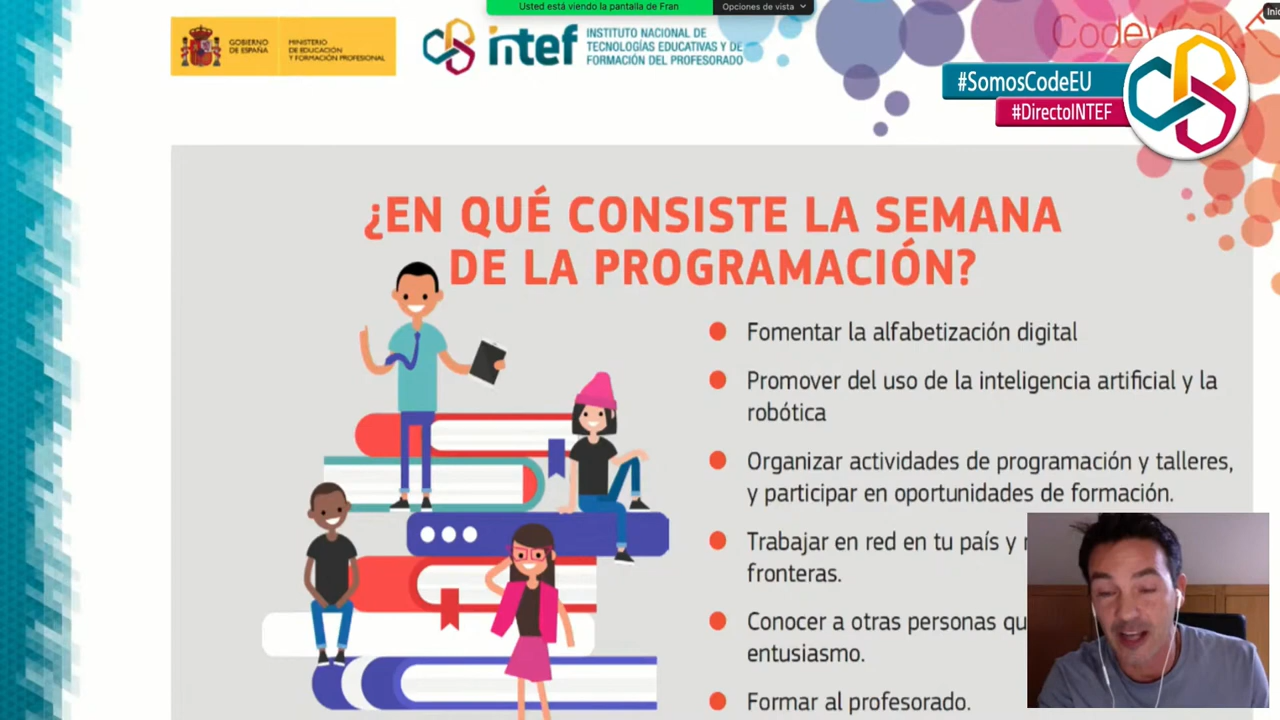 Usted está viendo la pantalla de Fran
Opciones de vista
GOBIERNO
DE ESPAÑA
MINISTERIO
DE EDUCACIÓN
Y FORMACIÓN PROFESIONAL
intef
INSTITUTO NACIONAL DE
TECNOLOGÍAS EDUCATIVAS Y DE
FORMACIÓN DEL PROFESORADO
CodeWeek
#SomosCodeEU
#DirectoINTEF
¿EN QUÉ CONSISTE LA SEMANA
DE LA PROGRAMACIÓN?
Fomentar la alfabetización digital
Promover del uso de la inteligencia artificial y la
robótica
Organizar actividades de programación y talleres,
y participar en oportunidades de formación.
Trabajar en red en tu país y
fronteras.
Conocer a otras personas
entusiasmo.
Formar al profesorado.